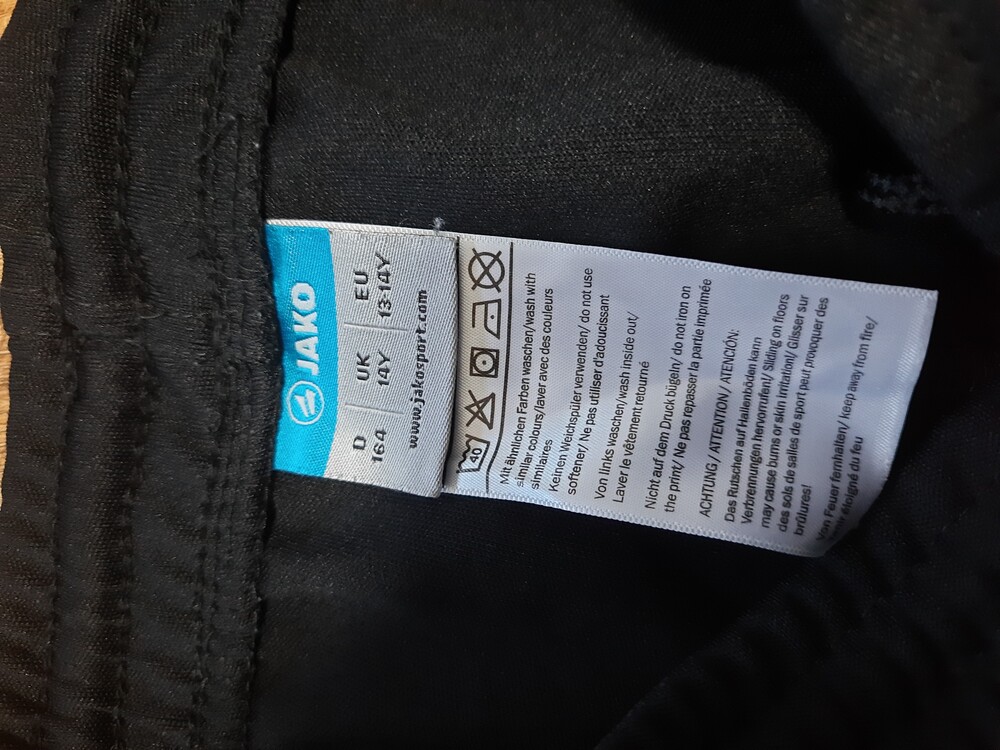 JAKO
D UK EU
164 14Y 13-14Y
www.jakosport.com
40
Mit ähnlichen Farben waschen/wash with
similar colours/laver avec des couleurs
similaires
Keinen Weichspüler verwenden/ do not use
softener/ Ne pas utiliser d'adoucissant
Von links waschen/wash inside out/
Laver le vêtement retourné
Nicht auf dem Druck bügeln/ do not iron on
the print/ Ne pas repasser la partie imprimée
ACHTUNG / ATTENTION / ATENCIÓN:
Das Rutschen auf Hallenböden kann
Verbrennungen hervorrufen!/ Sliding on floors
may cause burns or skin irritation!/ Glisser sur
des sols de salles de sport peut provoquer des
brûlures!
Von Feuer fernhalten/ keep away from fire/
éloigné du feu